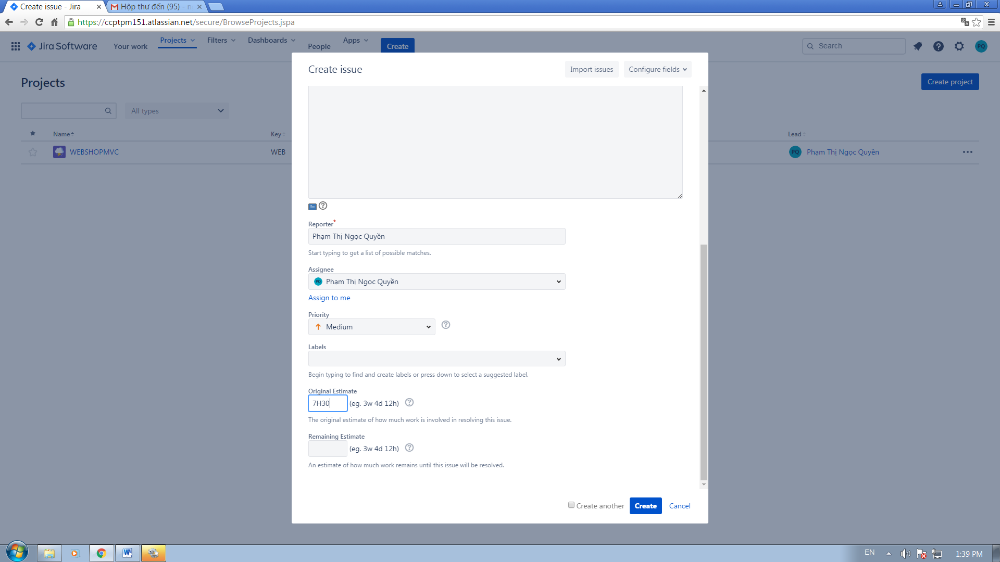 Create issue - Jira
Hộp thư đến (95) - n
https://ccptpm151.atlassian.net/secure/BrowseProjects.jspa
Jira Software
Your work
Projects
Filters
Dashboards
People
Apps
Create
Search
PQ
Projects
Create project
All types
Name
Key
Lead
WEBSHOPMVC
WEB
PQ
Phạm Thị Ngọc Quyền
Create issue
Import issues
Configure fields
Reporter*
Phạm Thị Ngọc Quyền
Start typing to get a list of possible matches.
Assignee
PQ
Phạm Thị Ngọc Quyền
Assign to me
Priority
Medium
Labels
Begin typing to find and create labels or press down to select a suggested label.
Original Estimate
7H30
(eg. 3w 4d 12h)
The original estimate of how much work is involved in resolving this issue.
Remaining Estimate
(eg. 3w 4d 12h)
An estimate of how much work remains until this issue will be resolved.
Create another
Create
Cancel
EN
1:39 PM